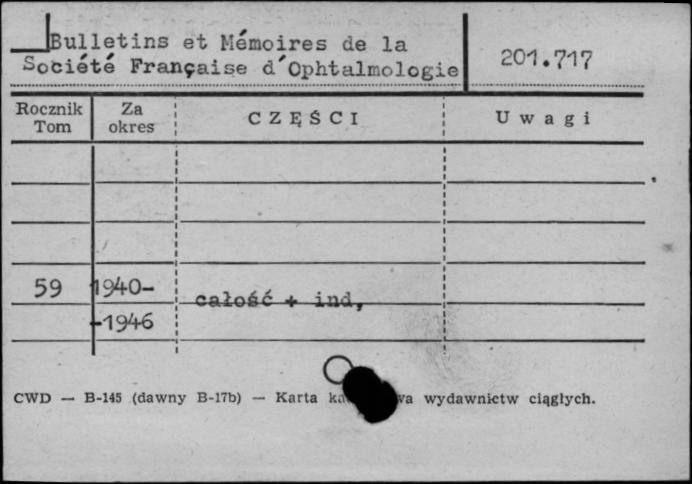 Bulletins et Mémoires de la
Société Française d'Ophtalmologie
201.717
Rocznik Tom
Za okres
CZĘŚCI
Uwagi
59
1940-
całość + ind,
-1946
CWD — B-145 (dawny B-17b) — Karta wydawnictw ciągłych.